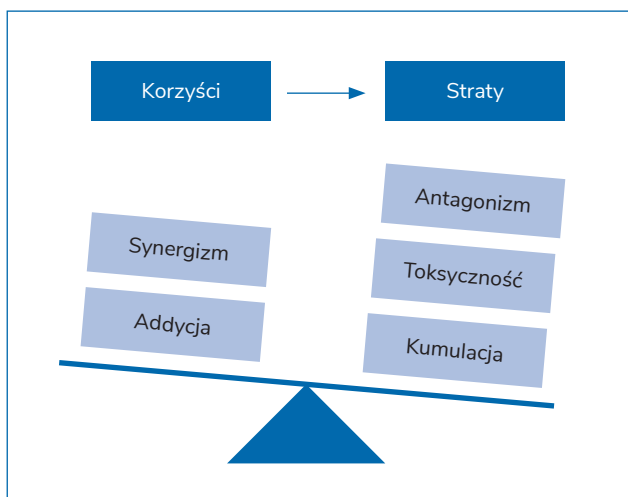 Korzyści
Straty
Synergizm
Addycja
Antagonizm
Toksyczność
Kumulacja